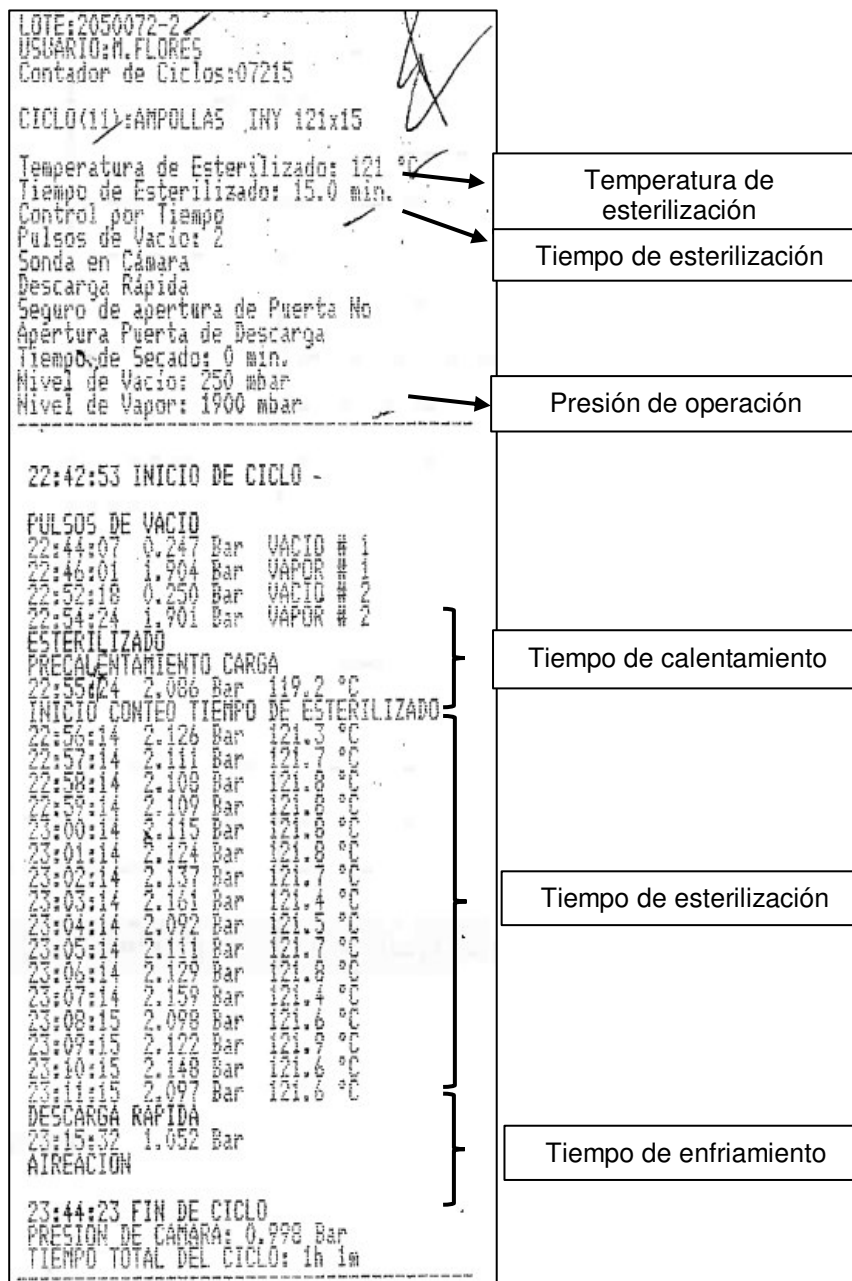 LOTE:2050072-2
USUARIO:M.FLORES
Contador de Ciclos:07215
CICLO(11):AMPOLLAS INY 121x15
Temperatura de Esterilizado: 121 °C
Tiempo de Esterilizado: 15.0 min.
Control por Tiempo
Pulsos de Vacío: 2
Sonda en Cámara
Descarga Rápida
Seguro de apertura de Puerta No
Apertura Puerta de Descarga
Tiempo de Secado: 0 min.
Nivel de Vacío: 250 mbar
Nivel de Vapor: 1900 mbar
Temperatura de
esterilización
Tiempo de esterilización
Presión de operación
22:42:53 INICIO DE CICLO -
PULSOS DE VACIO
22:44:07 0.247 Bar VACIO # 1
22:46:01 1.904 Bar VAPOR # 1
22:52:18 0.250 Bar VACIO # 2
22:54:24 1.901 Bar VAPOR # 2
ESTERILIZADO
PRECALENTAMIENTO CARGA
22:55:24 2.086 Bar 119.2 °C
INICIO CONTEO TIEMPO DE ESTERILIZADO
22:56:14 2.126 Bar 121.3 °C
22:57:14 2.111 Bar 121.7 °C
22:58:14 2.108 Bar 121.8 °C
22:59:14 2.109 Bar 121.8 °C
23:00:14 2.115 Bar 121.8 °C
23:01:14 2.124 Bar 121.8 °C
23:02:14 2.137 Bar 121.7 °C
23:03:14 2.161 Bar 121.4 °C
23:04:14 2.092 Bar 121.5 °C
23:05:14 2.111 Bar 121.7 °C
23:06:14 2.129 Bar 121.8 °C
23:07:14 2.159 Bar 121.4 °C
23:08:15 2.098 Bar 121.6 °C
23:09:15 2.122 Bar 121.9 °C
23:10:15 2.148 Bar 121.6 °C
23:11:15 2.097 Bar 121.6 °C
DESCARGA RAPIDA
23:15:32 1.052 Bar
AIREACION
23:44:23 FIN DE CICLO
PRESION DE CAMARA: 0.998 Bar
TIEMPO TOTAL DEL CICLO: 1h 1m
Tiempo de calentamiento
Tiempo de esterilización
Tiempo de enfriamiento